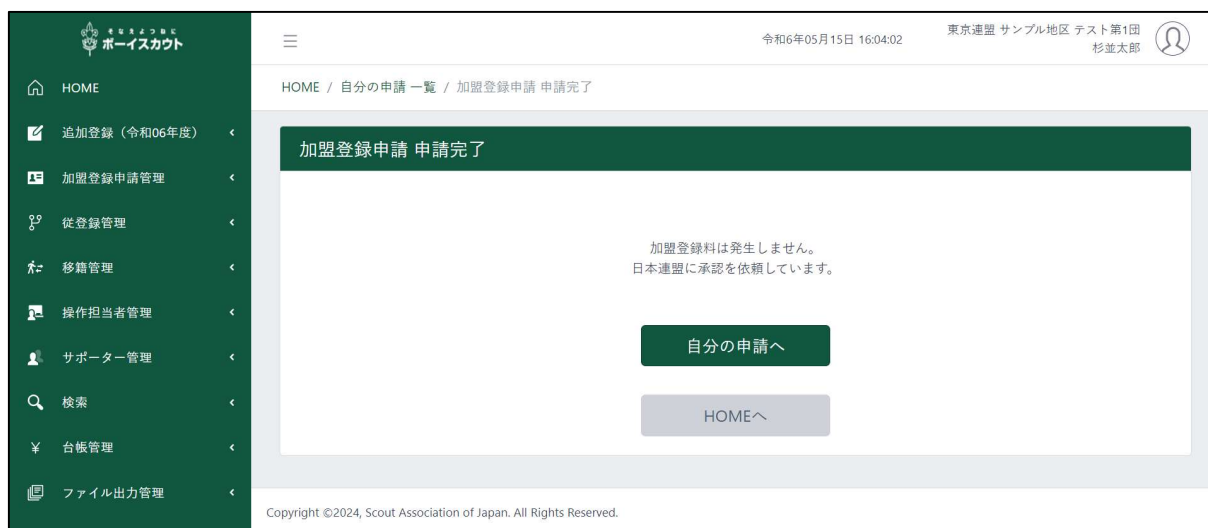 そなえよつねに
ボーイスカウト
令和6年05月15日 16:04:02
東京連盟 サンプル地区 テスト第1団
杉並太郎
HOME
追加登録（令和06年度）
加盟登録申請管理
従登録管理
移籍管理
操作担当者管理
サポーター管理
検索
¥ 台帳管理
ファイル出力管理
HOME / 自分の申請 一覧 / 加盟登録申請 申請完了
加盟登録申請 申請完了
加盟登録料は発生しません。
日本連盟に承認を依頼しています。
自分の申請へ
HOMEへ
Copyright ©2024, Scout Association of Japan. All Rights Reserved.